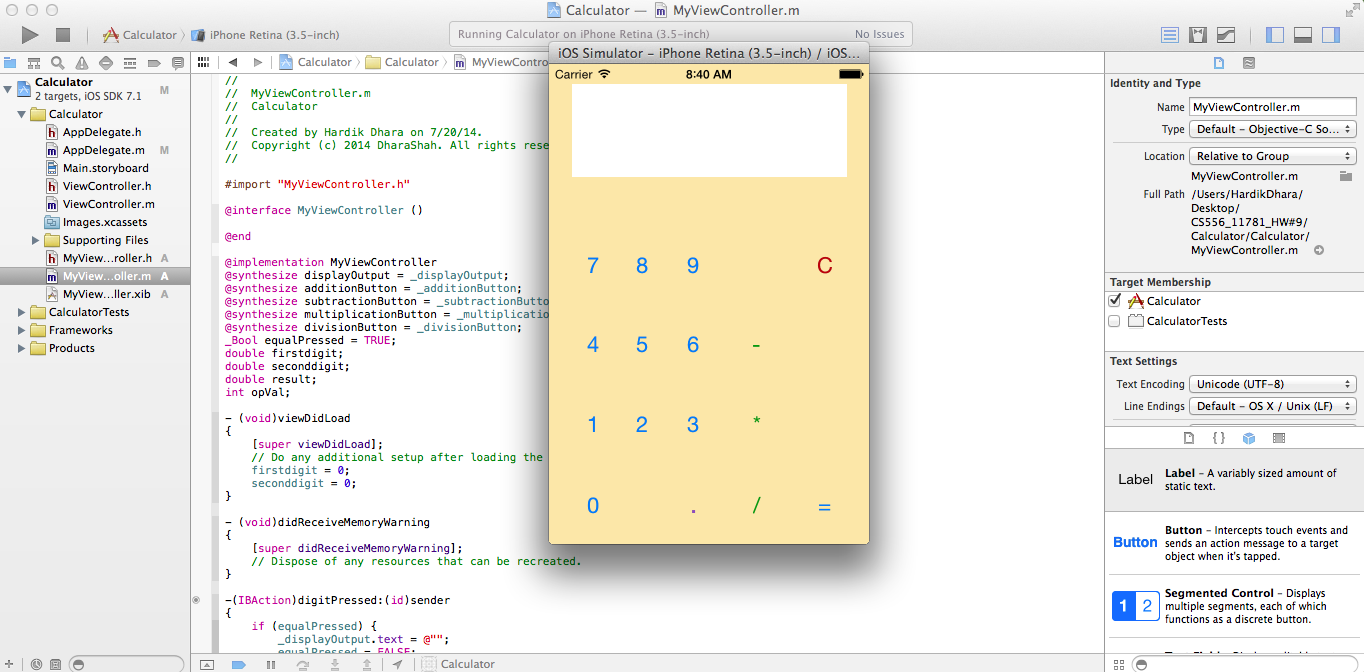 Calculator — MyViewController.m
Calculator
iPhone Retina (3.5-inch)
Running Calculator on iPhone Retina (3.5-inch)
No Issues
Calculator
2 targets, iOS SDK 7.1
M
Calculator
AppDelegate.h
AppDelegate.m
M
Main.storyboard
ViewController.h
ViewController.m
Images.xcassets
Supporting Files
MyView...roller.h
A
MyView...oller.m
A
MyView...ller.xib
A
CalculatorTests
Frameworks
Products
Calculator
Calculator
MyViewContro
//
// MyViewController.m
// Calculator
//
// Created by Hardik Dhara on 7/20/14.
// Copyright (c) 2014 DharaShah. All rights rese
//
#import "MyViewController.h"
@interface MyViewController ()
@end
@implementation MyViewController
@synthesize displayOutput = _displayOutput;
@synthesize additionButton = _additionButton;
@synthesize subtractionButton = _subtractionButto
@synthesize multiplicationButton = _multiplication
@synthesize divisionButton = _divisionButton;
_Bool equalPressed = TRUE;
double firstdigit;
double seconddigit;
double result;
int opVal;
- (void)viewDidLoad
{
[super viewDidLoad];
// Do any additional setup after loading the
firstdigit = 0;
seconddigit = 0;
}
- (void)didReceiveMemoryWarning
{
[super didReceiveMemoryWarning];
// Dispose of any resources that can be recreated.
}
-(IBAction)digitPressed:(id)sender
{
if (equalPressed) {
_displayOutput.text = @"";
equalPressed = FALSE;
Calculator
iOS Simulator – iPhone Retina (3.5-inch) / iOS...
Carrier
8:40 AM
7 8 9 C
4 5 6 -
1 2 3 *
0 . / =
Identity and Type
Name MyViewController.m
Type Default – Objective-C So...
Location Relative to Group
MyViewController.m
Full Path /Users/HardikDhara/
Desktop/
CS556_11781_HW#9/
Calculator/Calculator/
MyViewController.m
Target Membership
Calculator
CalculatorTests
Text Settings
Text Encoding Unicode (UTF-8)
Line Endings Default – OS X / Unix (LF)
{ }
Label
Label – A variably sized amount of
static text.
Button
Button – Intercepts touch events and
sends an action message to a target
object when it's tapped.
1 2
Segmented Control – Displays
multiple segments, each of which
functions as a discrete button.